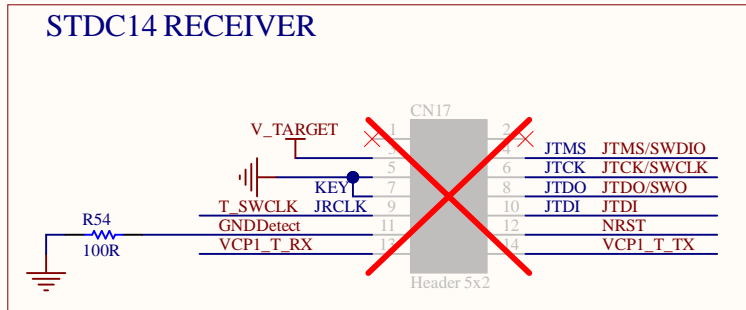 STDC14 RECEIVER
CN17
1 2
V_TARGET 3 4 JTMS JTMS/SWDIO
5 6 JTCK JTCK/SWCLK
KEY 7 8 JTDO JTDO/SWO
T_SWCLK JRCLK 9 10 JTDI JTDI
R54 GNDDetect 11 12 NRST
100R VCP1_T_RX 13 14 VCP1_T_TX
Header 5x2